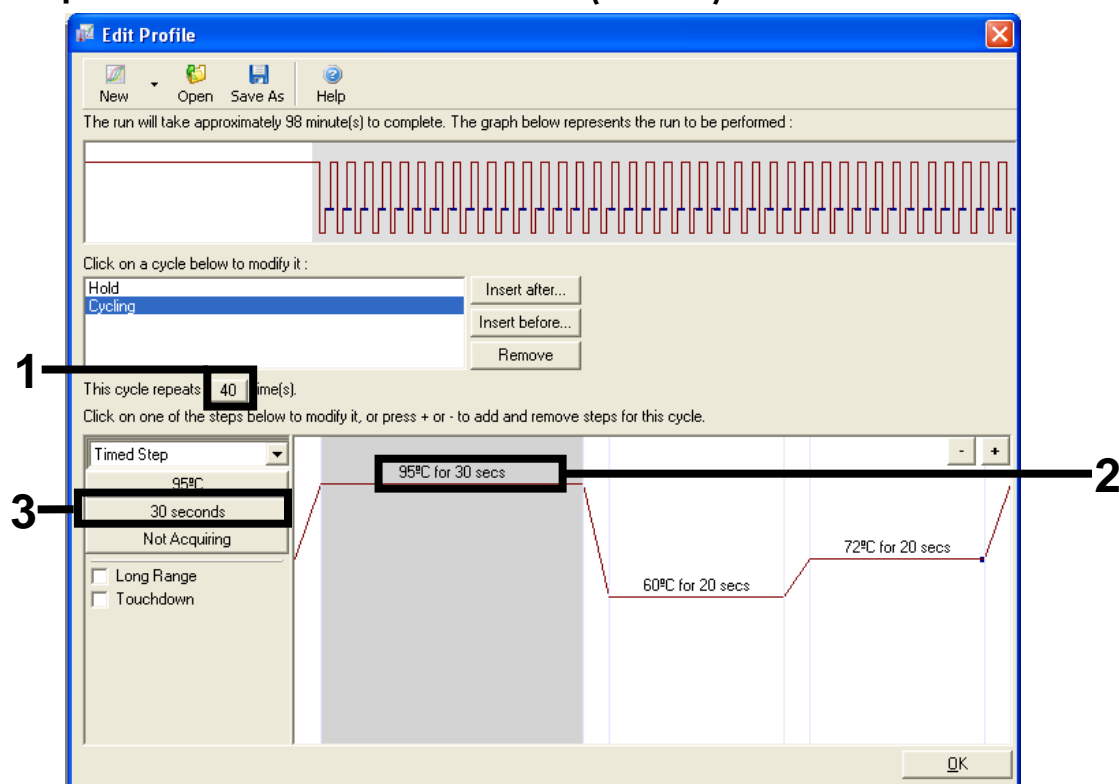 Edit Profile
New Open Save As Help
The run will take approximately 98 minute(s) to complete. The graph below represents the run to be performed :
Click on a cycle below to modify it :
Hold
Cycling
Insert after...
Insert before...
Remove
1
This cycle repeats 40 ime(s).
Click on one of the steps below to modify it, or press + or - to add and remove steps for this cycle.
Timed Step
- +
95ºC
30 seconds
Not Acquiring
Long Range
Touchdown
3
95ºC for 30 secs
2
60ºC for 20 secs
72ºC for 20 secs
OK